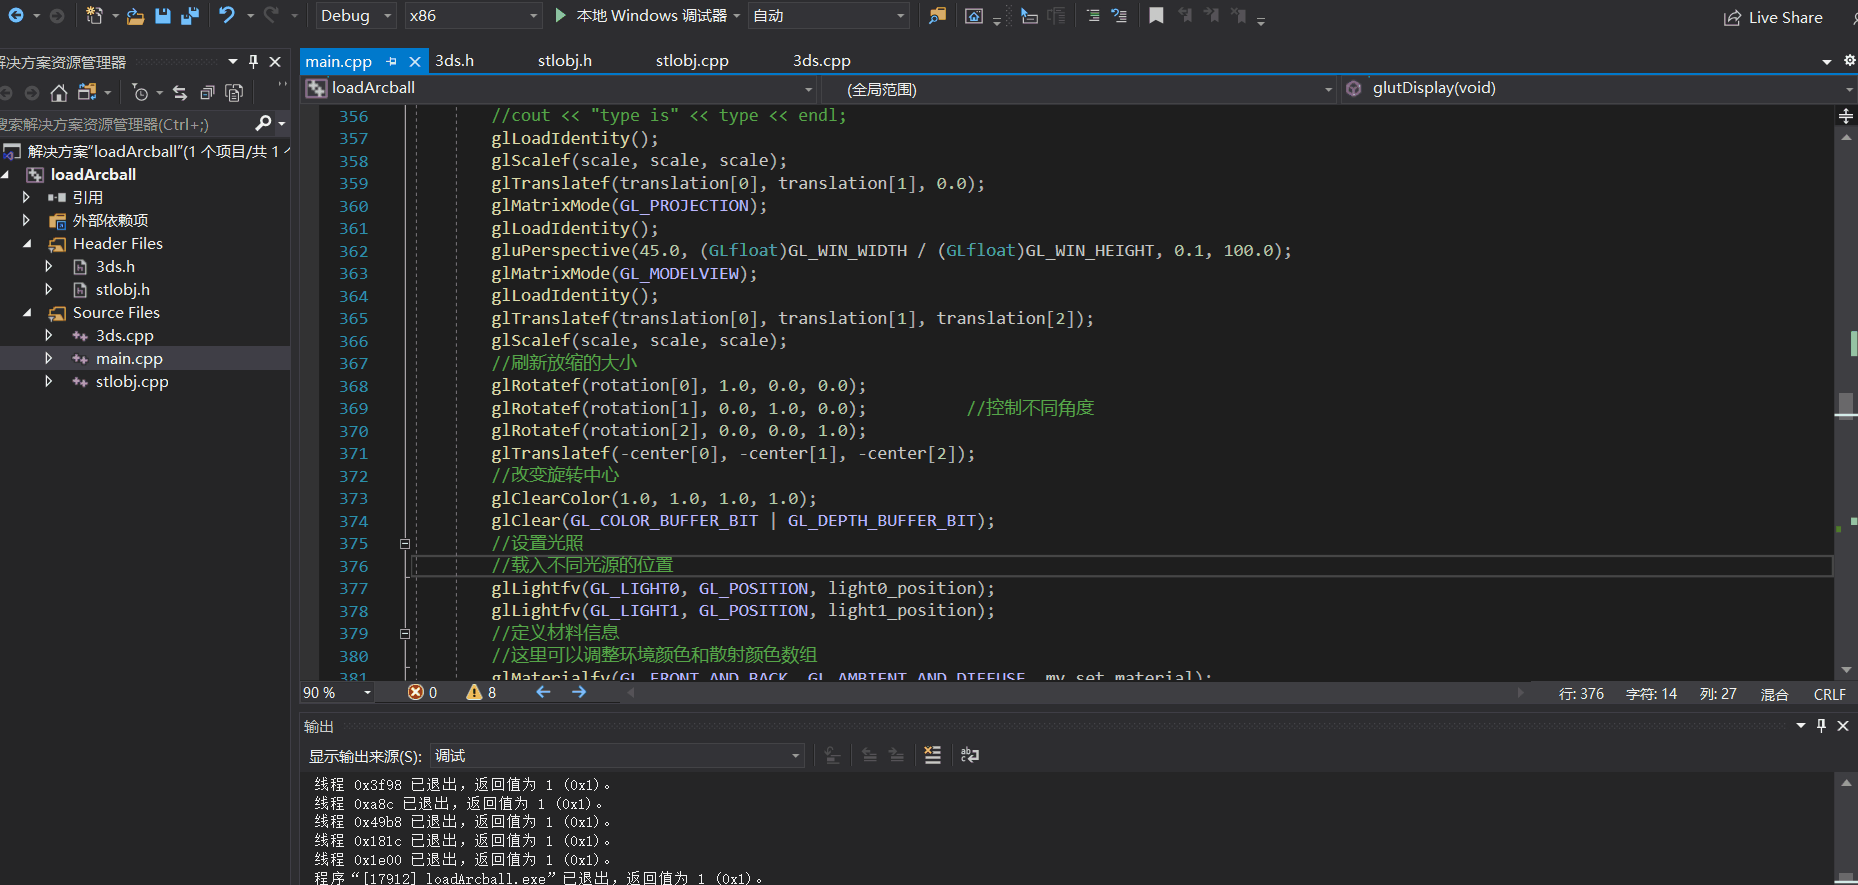 Debug x86 本地 Windows 调试器 自动 Live Share
解决方案资源管理器
搜索解决方案资源管理器(Ctrl+;)
解决方案"loadArcball"(1 个项目/共 1
loadArcball
引用
外部依赖项
Header Files
3ds.h
stlobj.h
Source Files
3ds.cpp
main.cpp
stlobj.cpp
main.cpp 3ds.h stlobj.h stlobj.cpp 3ds.cpp
loadArcball (全局范围) glutDisplay(void)
356 //cout << "type is" << type << endl;
357 glLoadIdentity();
358 glScalef(scale, scale, scale);
359 glTranslatef(translation[0], translation[1], 0.0);
360 glMatrixMode(GL_PROJECTION);
361 glLoadIdentity();
362 gluPerspective(45.0, (GLfloat)GL_WIN_WIDTH / (GLfloat)GL_WIN_HEIGHT, 0.1, 100.0);
363 glMatrixMode(GL_MODELVIEW);
364 glLoadIdentity();
365 glTranslatef(translation[0], translation[1], translation[2]);
366 glScalef(scale, scale, scale);
367 //刷新放缩的大小
368 glRotatef(rotation[0], 1.0, 0.0, 0.0);
369 glRotatef(rotation[1], 0.0, 1.0, 0.0); //控制不同角度
370 glRotatef(rotation[2], 0.0, 0.0, 1.0);
371 glTranslatef(-center[0], -center[1], -center[2]);
372 //改变旋转中心
373 glClearColor(1.0, 1.0, 1.0, 1.0);
374 glClear(GL_COLOR_BUFFER_BIT | GL_DEPTH_BUFFER_BIT);
375 //设置光照
376 //载入不同光源的位置
377 glLightfv(GL_LIGHT0, GL_POSITION, light0_position);
378 glLightfv(GL_LIGHT1, GL_POSITION, light1_position);
379 //定义材料信息
380 //这里可以调整环境颜色和散射颜色数组
381 glMaterialfv(GL_FRONT_AND_BACK, GL_AMBIENT_AND_DIFFUSE, my_set_material);
90 % 0 8 行: 376 字符: 14 列: 27 混合 CRLF
输出
显示输出来源(S): 调试
线程 0x3f98 已退出，返回值为 1 (0x1)。
线程 0xa8c 已退出，返回值为 1 (0x1)。
线程 0x49b8 已退出，返回值为 1 (0x1)。
线程 0x181c 已退出，返回值为 1 (0x1)。
线程 0x1e00 已退出，返回值为 1 (0x1)。
程序“[17912] loadArcball.exe”已退出，返回值为 1 (0x1)。